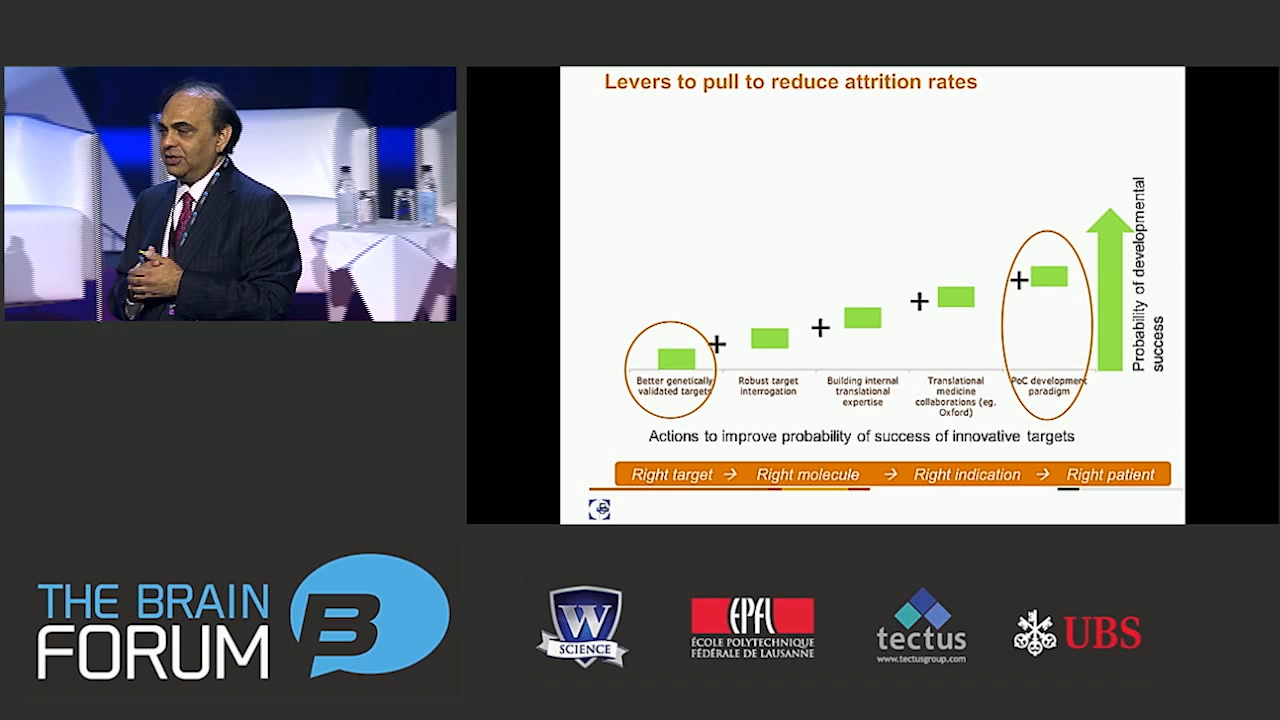 Levers to pull to reduce attrition rates
Probability of developmental
success
+
+
+
+
Better genetically
validated targets
Robust target
interrogation
Building internal
translational
expertise
Translational
medicine
collaborations (eg.
Oxford)
PoC development
paradigm
Actions to improve probability of success of innovative targets
Right target → Right molecule → Right indication → Right patient
THE BRAIN
FORUM
B
W
SCIENCE
EPFL
ÉCOLE POLYTECHNIQUE
FÉDÉRALE DE LAUSANNE
tectus
www.tectusgroup.com
UBS